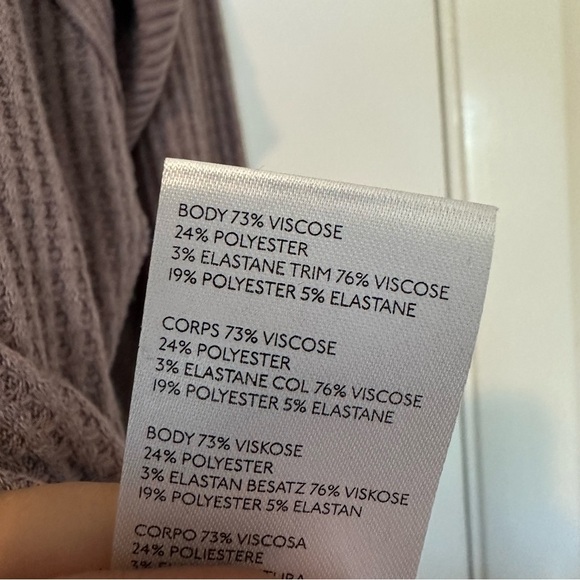 BODY 73% VISCOSE
24% POLYESTER
3% ELASTANE TRIM 76% VISCOSE
19% POLYESTER 5% ELASTANE
CORPS 73% VISCOSE
24% POLYESTER
3% ELASTANE COL 76% VISCOSE
19% POLYESTER 5% ELASTANE
BODY 73% VISKOSE
24% POLYESTER
3% ELASTAN BESATZ 76% VISKOSE
19% POLYESTER 5% ELASTAN
CORPO 73% VISCOSA
24% POLIESTERE
3%